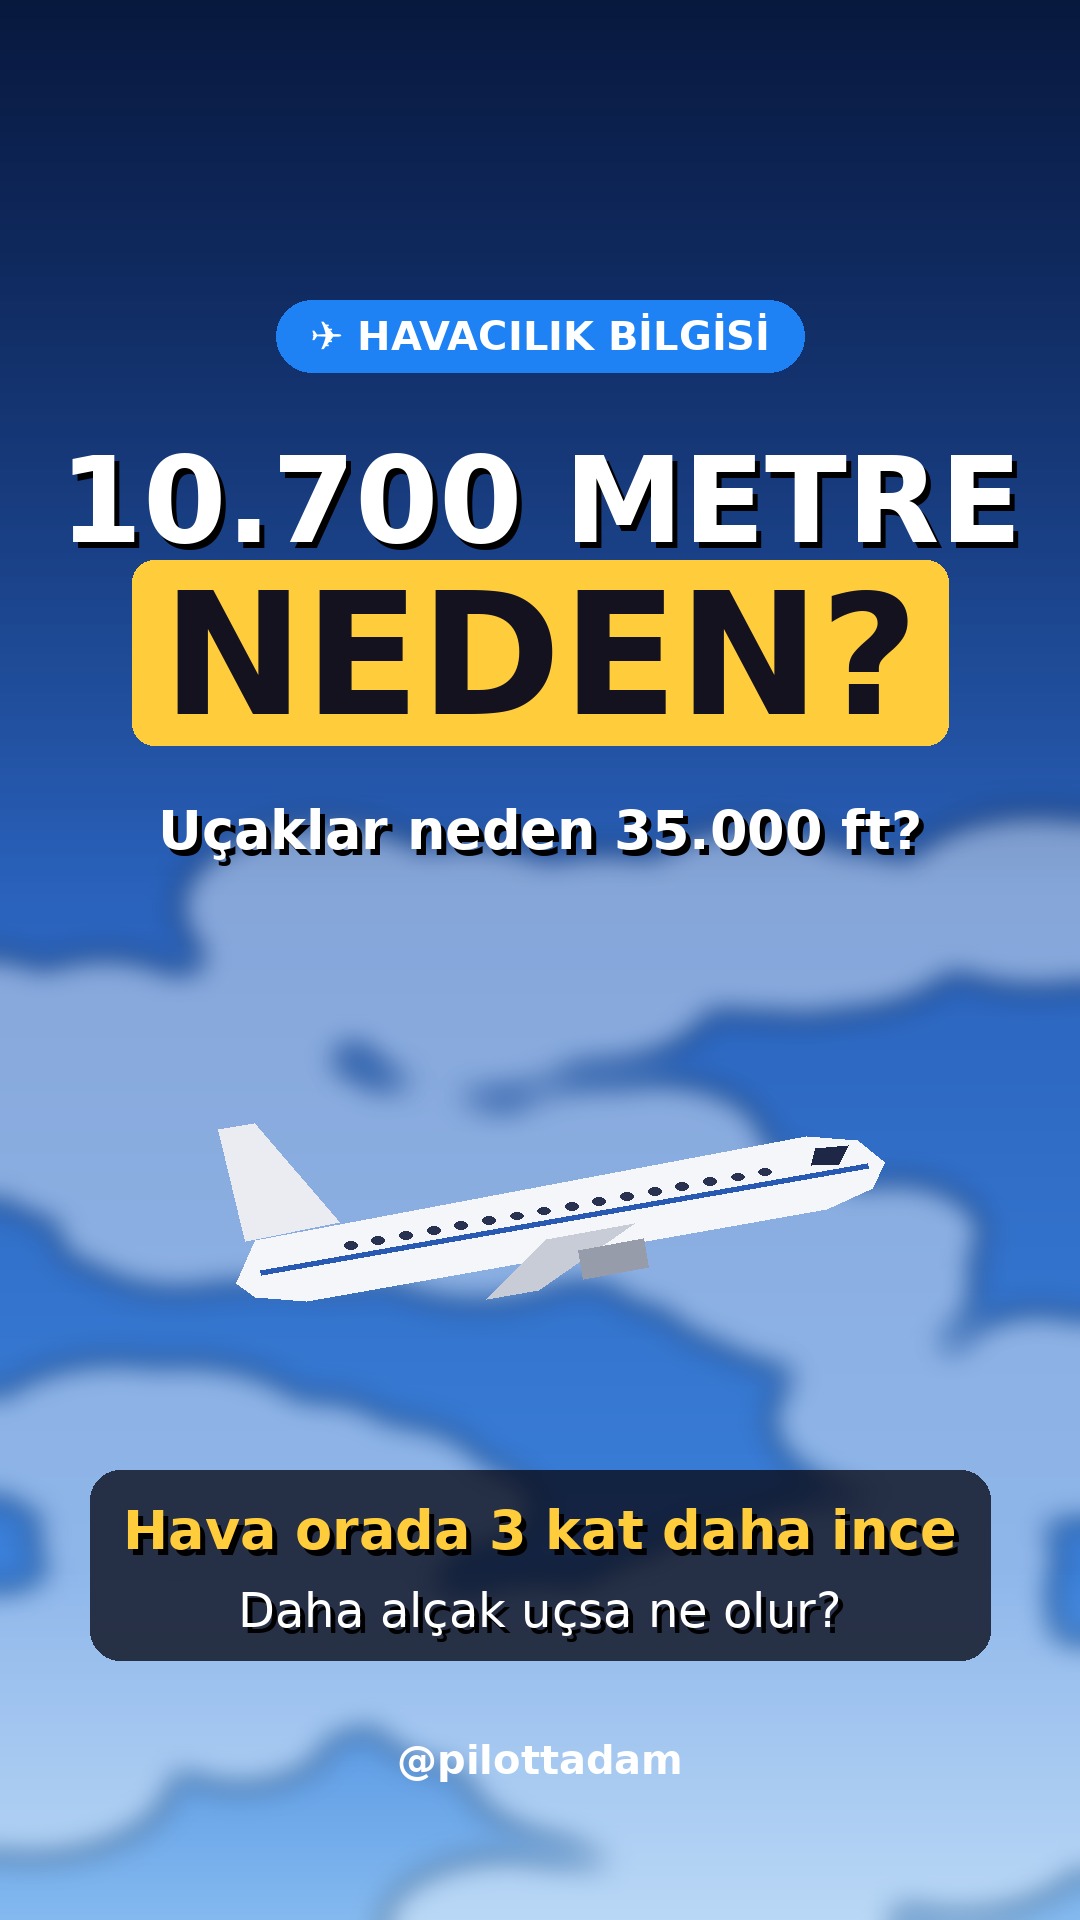 ✈ HAVACILIK BİLGİSİ
10.700 METRE
NEDEN?
Uçaklar neden 35.000 ft?
Hava orada 3 kat daha ince
Daha alçak uçsa ne olur?
@pilottadam